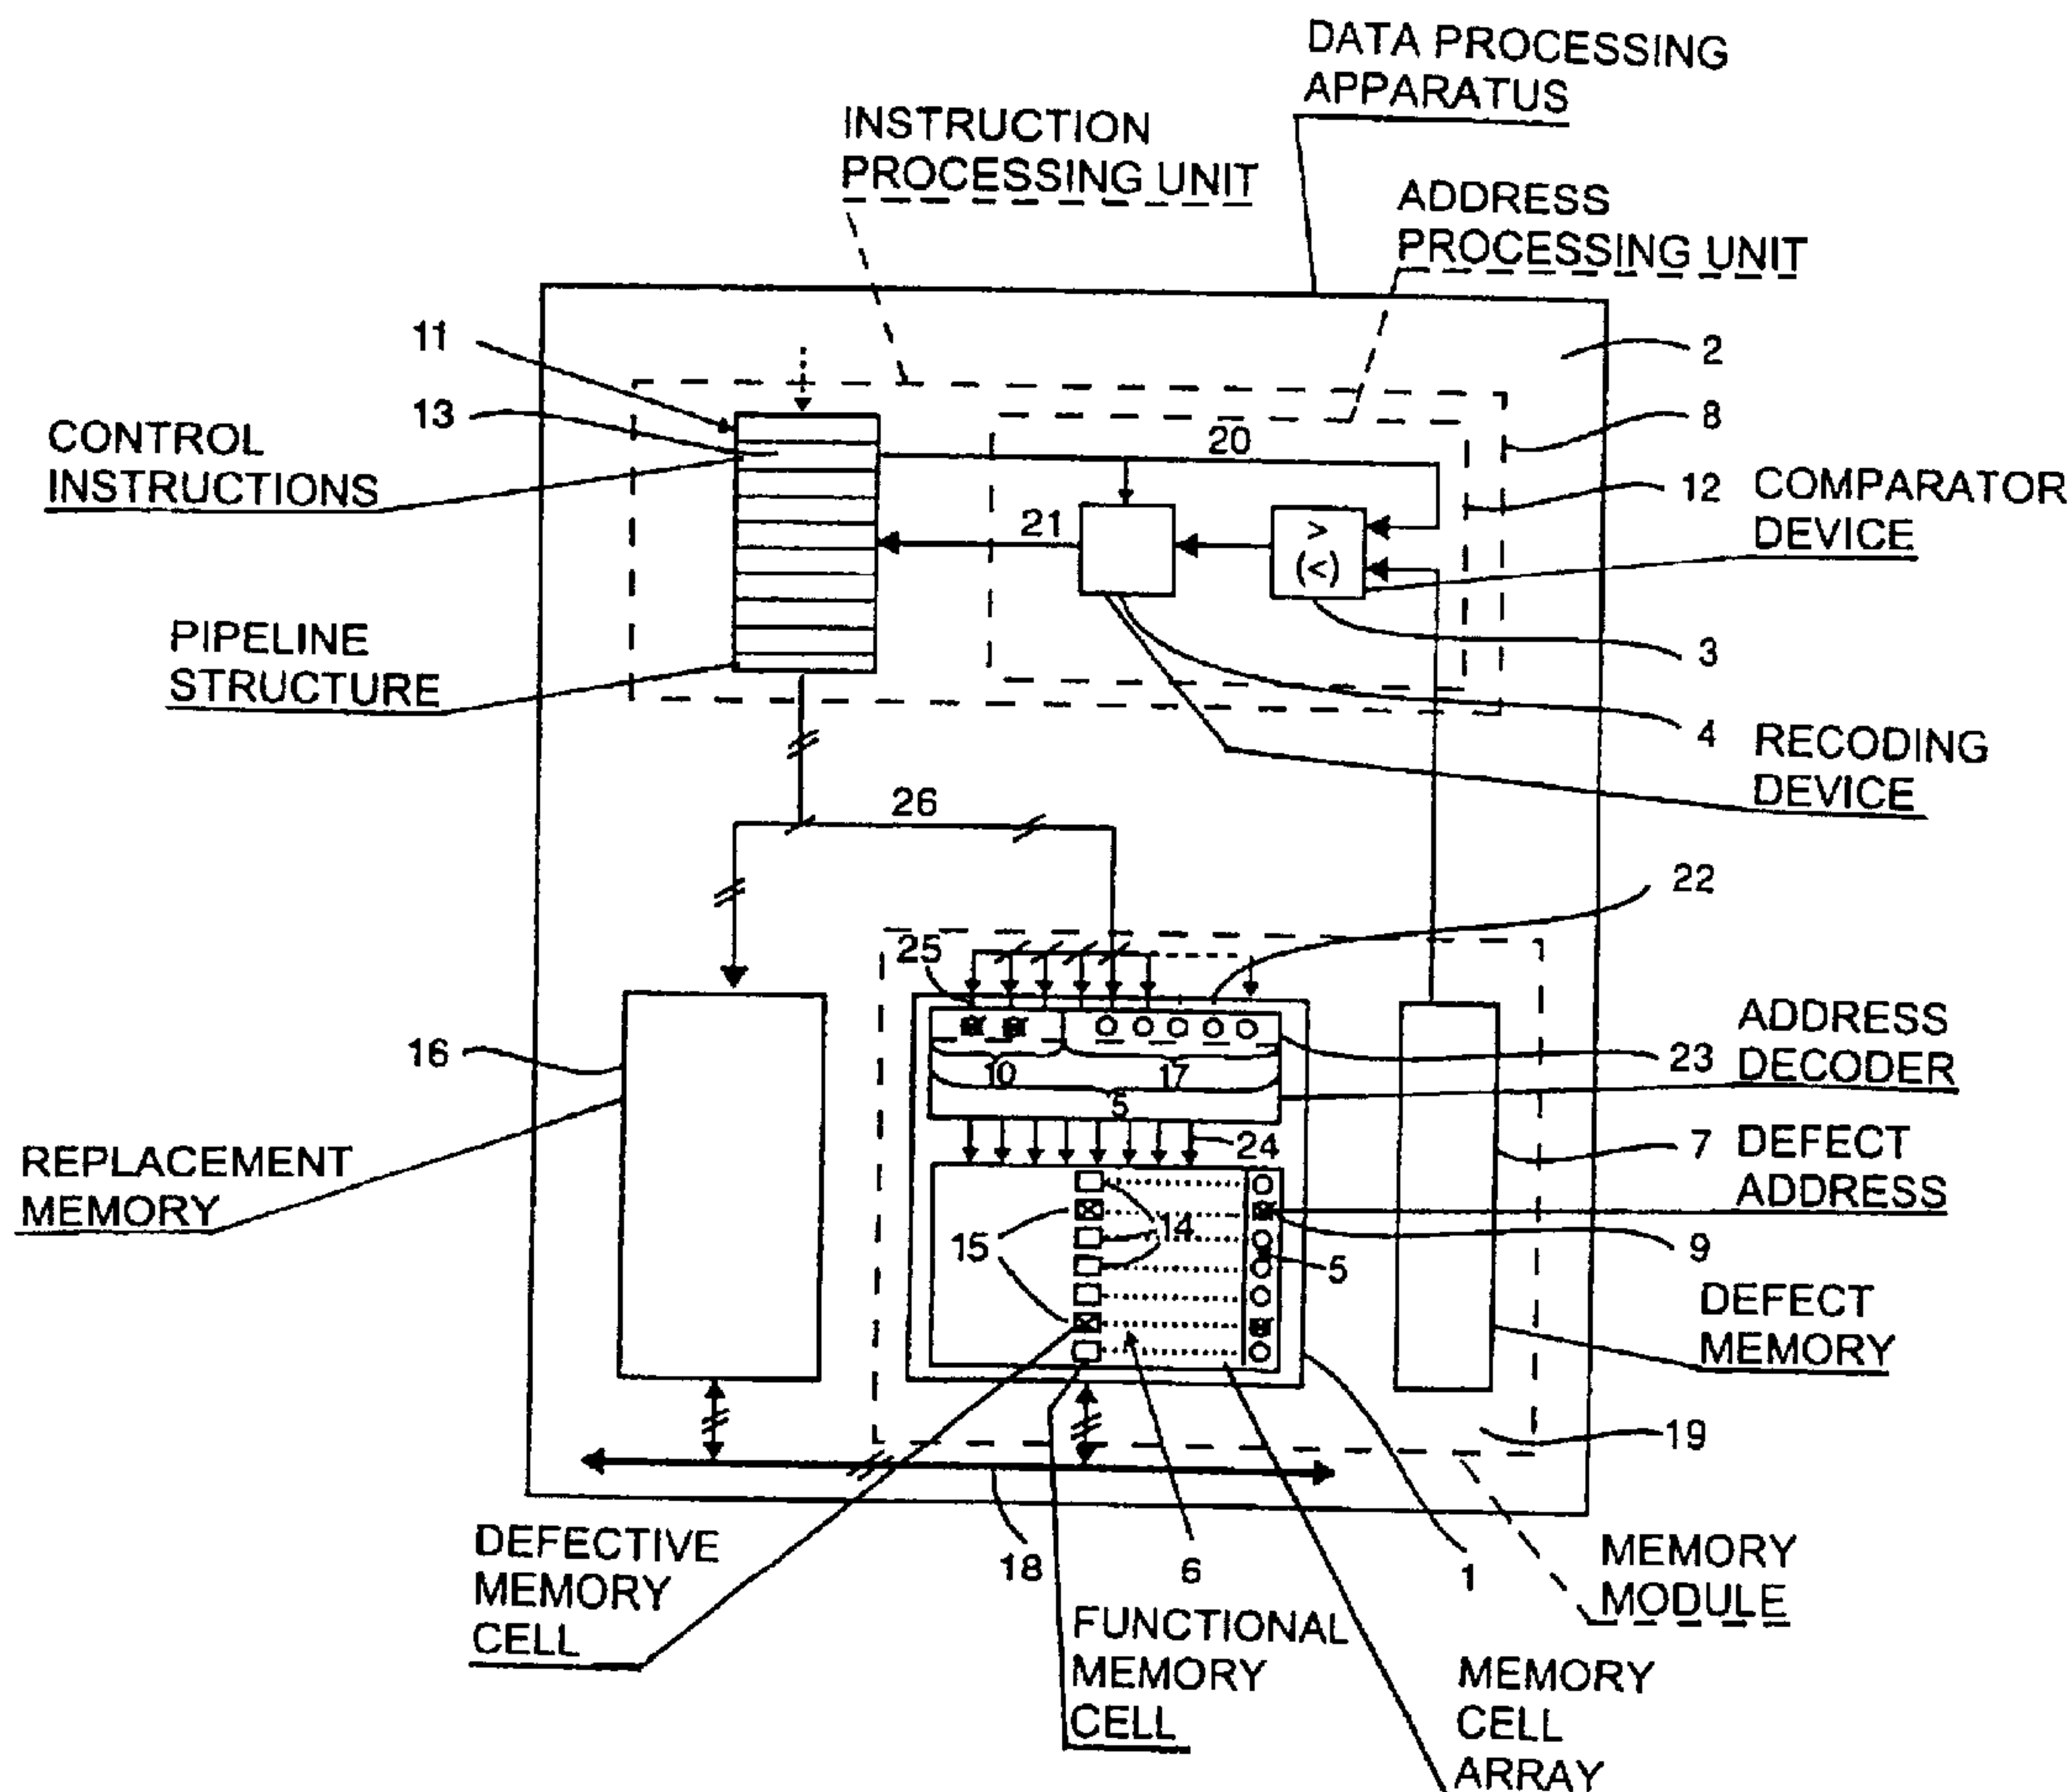 DATA PROCESSING
APPARATUS
INSTRUCTION
PROCESSING UNIT
ADDRESS
PROCESSING UNIT
11
2
13
8
CONTROL
INSTRUCTIONS
20
12
COMPARATOR
DEVICE
21
>
(<)
PIPELINE
STRUCTURE
3
4
RECODING
DEVICE
26
22
25
16
10
17
23
ADDRESS
DECODER
5
24
7
DEFECT
ADDRESS
REPLACEMENT
MEMORY
15
14
9
5
DEFECT
MEMORY
19
DEFECTIVE
MEMORY
CELL
18
6
1
MEMORY
MODULE
FUNCTIONAL
MEMORY
CELL
MEMORY
CELL
ARRAY